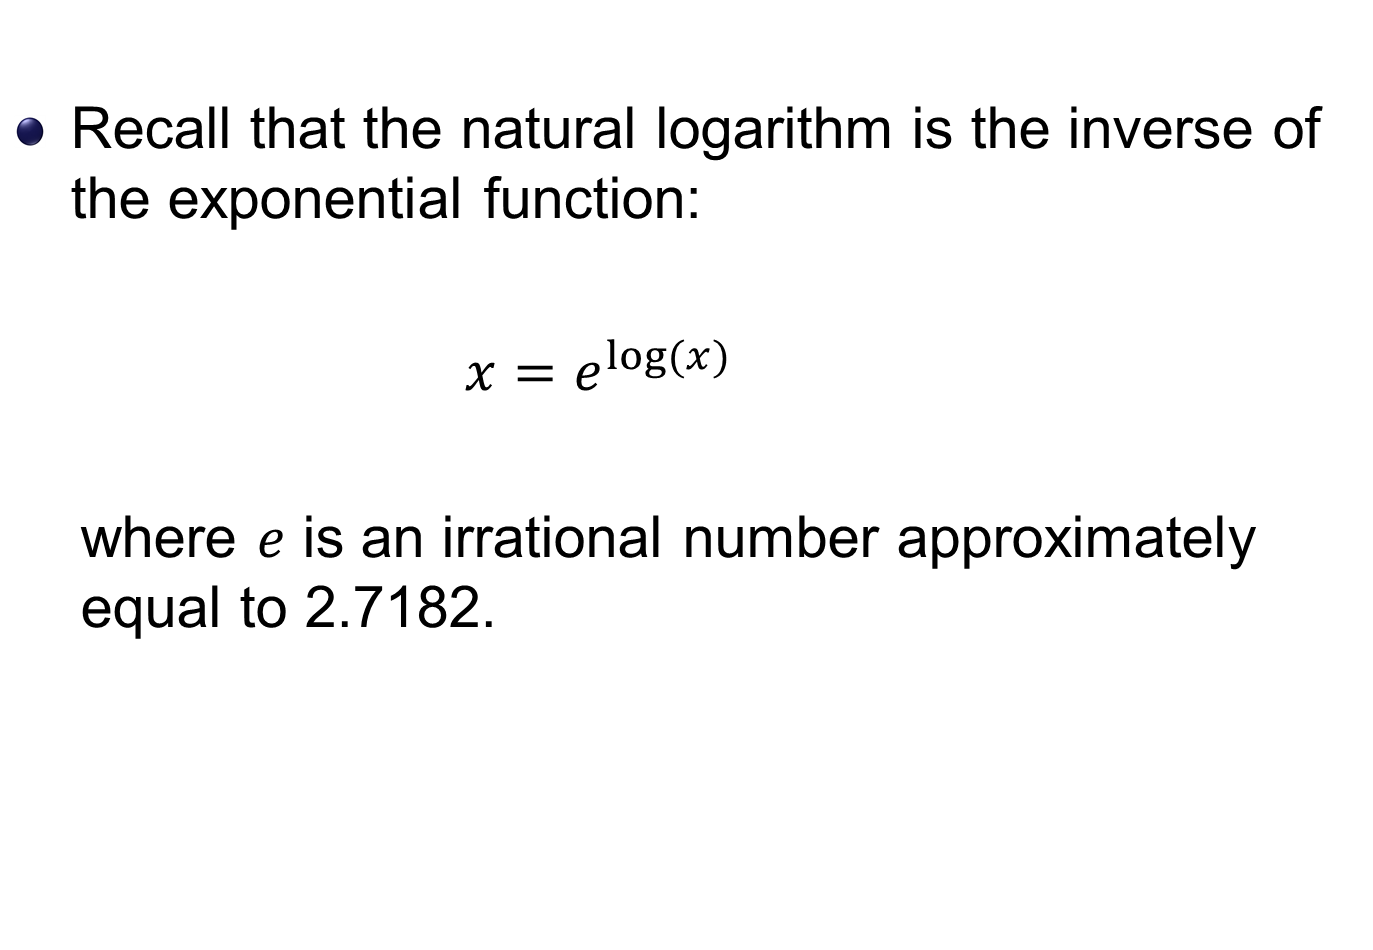 Recall that the natural logarithm is the inverse of
the exponential function:
x = e^log(x)
where e is an irrational number approximately
equal to 2.7182.